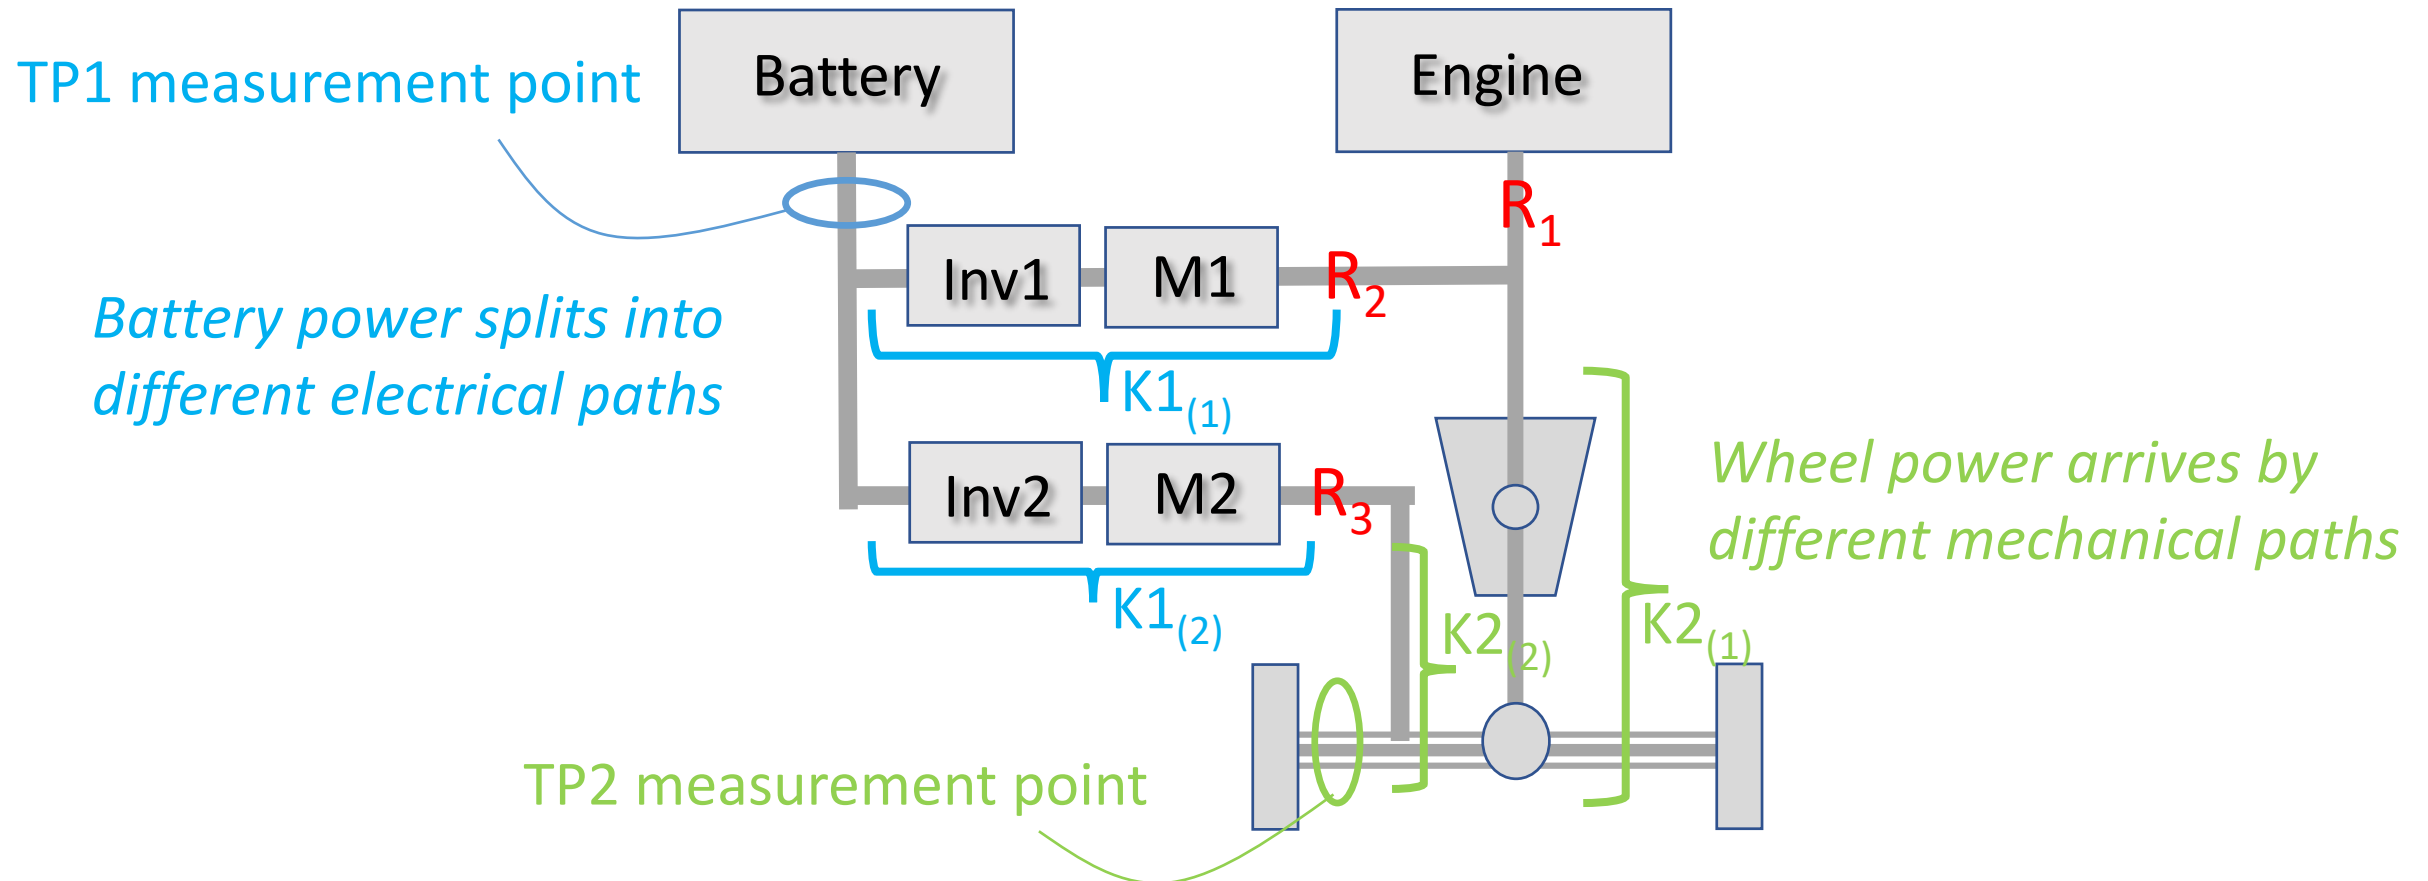 Battery
Engine
TP1 measurement point
R1
Inv1
M1
R2
Battery power splits into
different electrical paths
K1(1)
Inv2
M2
R3
Wheel power arrives by
different mechanical paths
K1(2)
K2(2)
K2(1)
TP2 measurement point